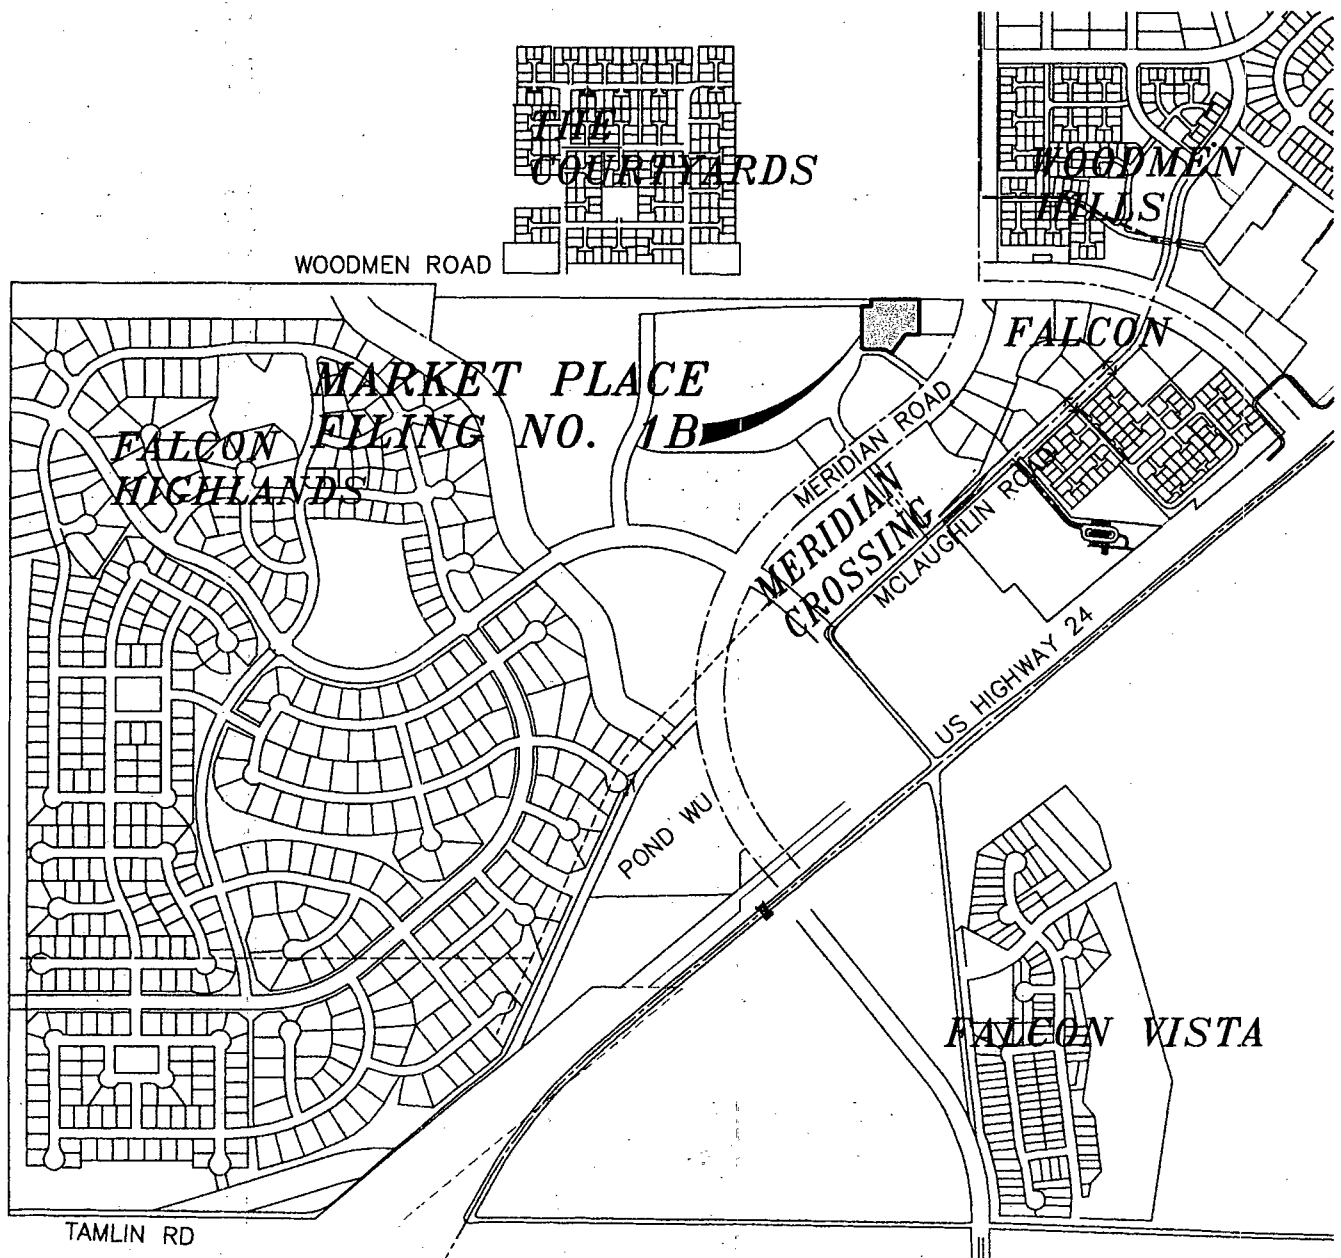 THE
COURTYARDS
WOODMEN
HILLS
WOODMEN ROAD
FALCON
MARKET PLACE
FILING NO. 1B
FALCON
HIGHLANDS
MERIDIAN ROAD
MERIDIAN
CROSSING
MCLAUGHLIN ROAD
US HIGHWAY 24
POND WU
FALCON VISTA
TAMLIN RD